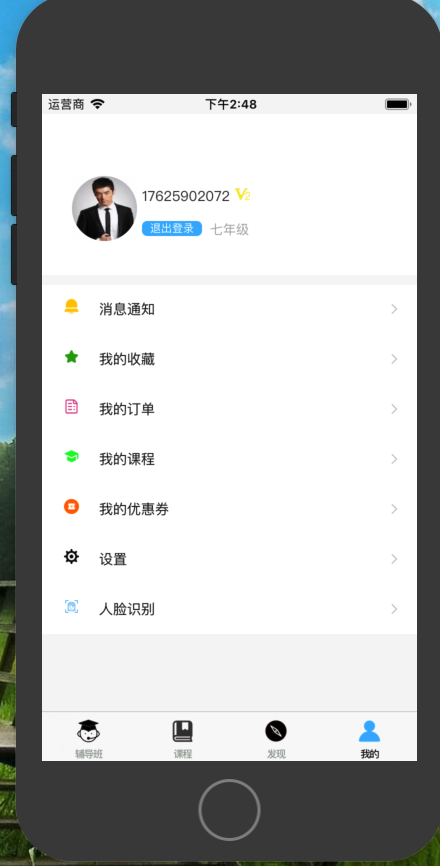 运营商 下午2:48
17625902072 V2
退出登录 七年级
消息通知
我的收藏
我的订单
我的课程
我的优惠券
设置
人脸识别
辅导班 课程 发现 我的